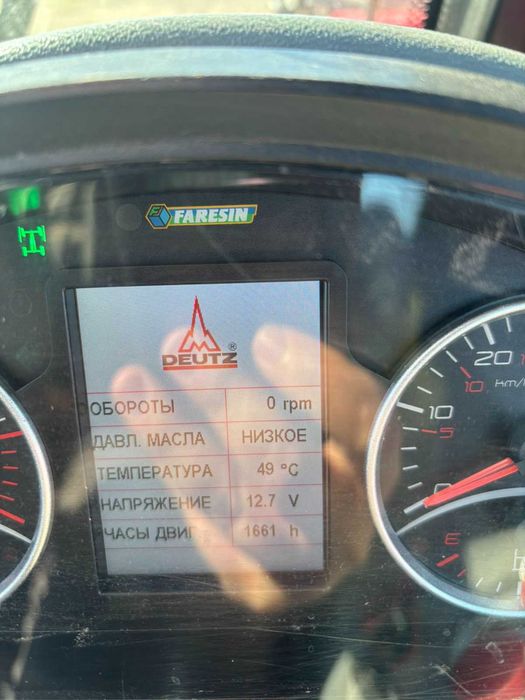 FARESIN
DEUTZ ®
ОБОРОТЫ 0 rpm
ДАВЛ. МАСЛА НИЗКОЕ
ТЕМПЕРАТУРА 49 °C
НАПРЯЖЕНИЕ 12.7 V
ЧАСЫ ДВИГ 1661 h
20
10
10
5
0
E